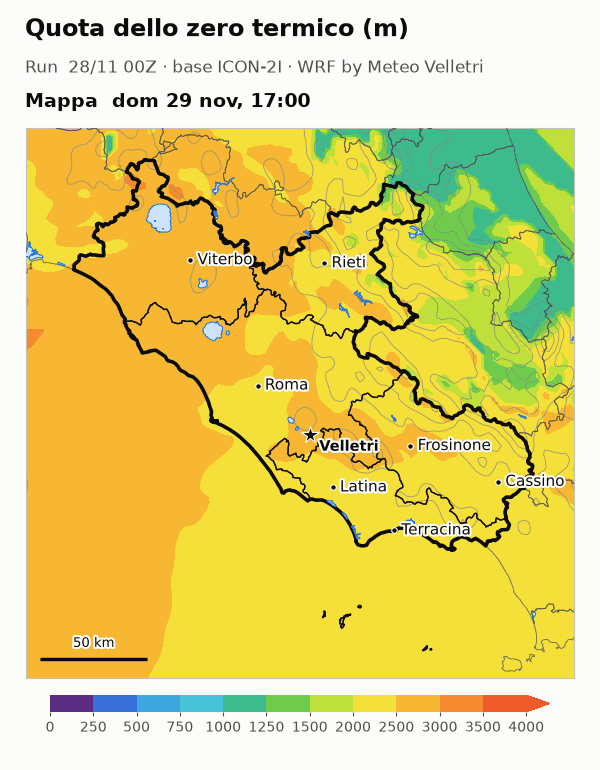 Quota dello zero termico (m)
Run  28/11 00Z · base ICON-2I · WRF by Meteo Velletri
Mappa  dom 29 nov, 17:00
Viterbo
Rieti
Roma
Velletri
Frosinone
Cassino
Latina
Terracina
50 km
0 250 500 750 1000 1250 1500 2000 2500 3000 3500 4000